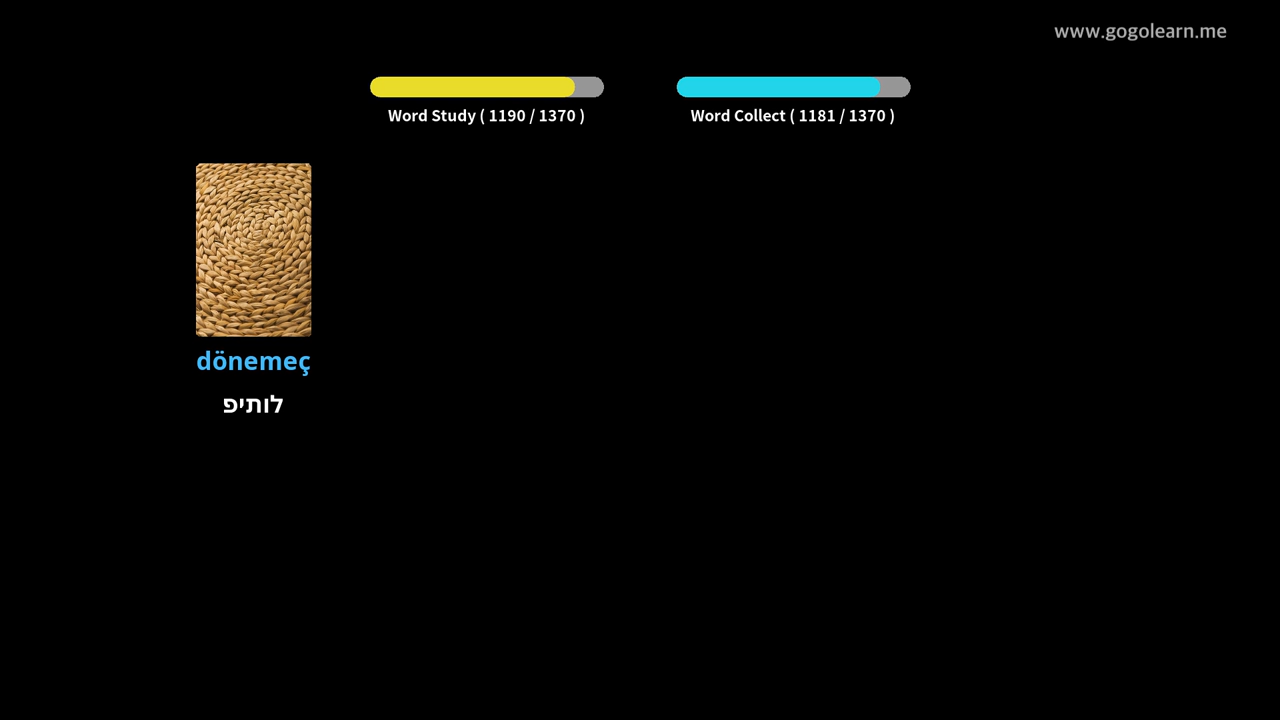 www.gogolearn.me
Word Study ( 1190 / 1370 )
Word Collect ( 1181 / 1370 )
dönemeç
לותיפ